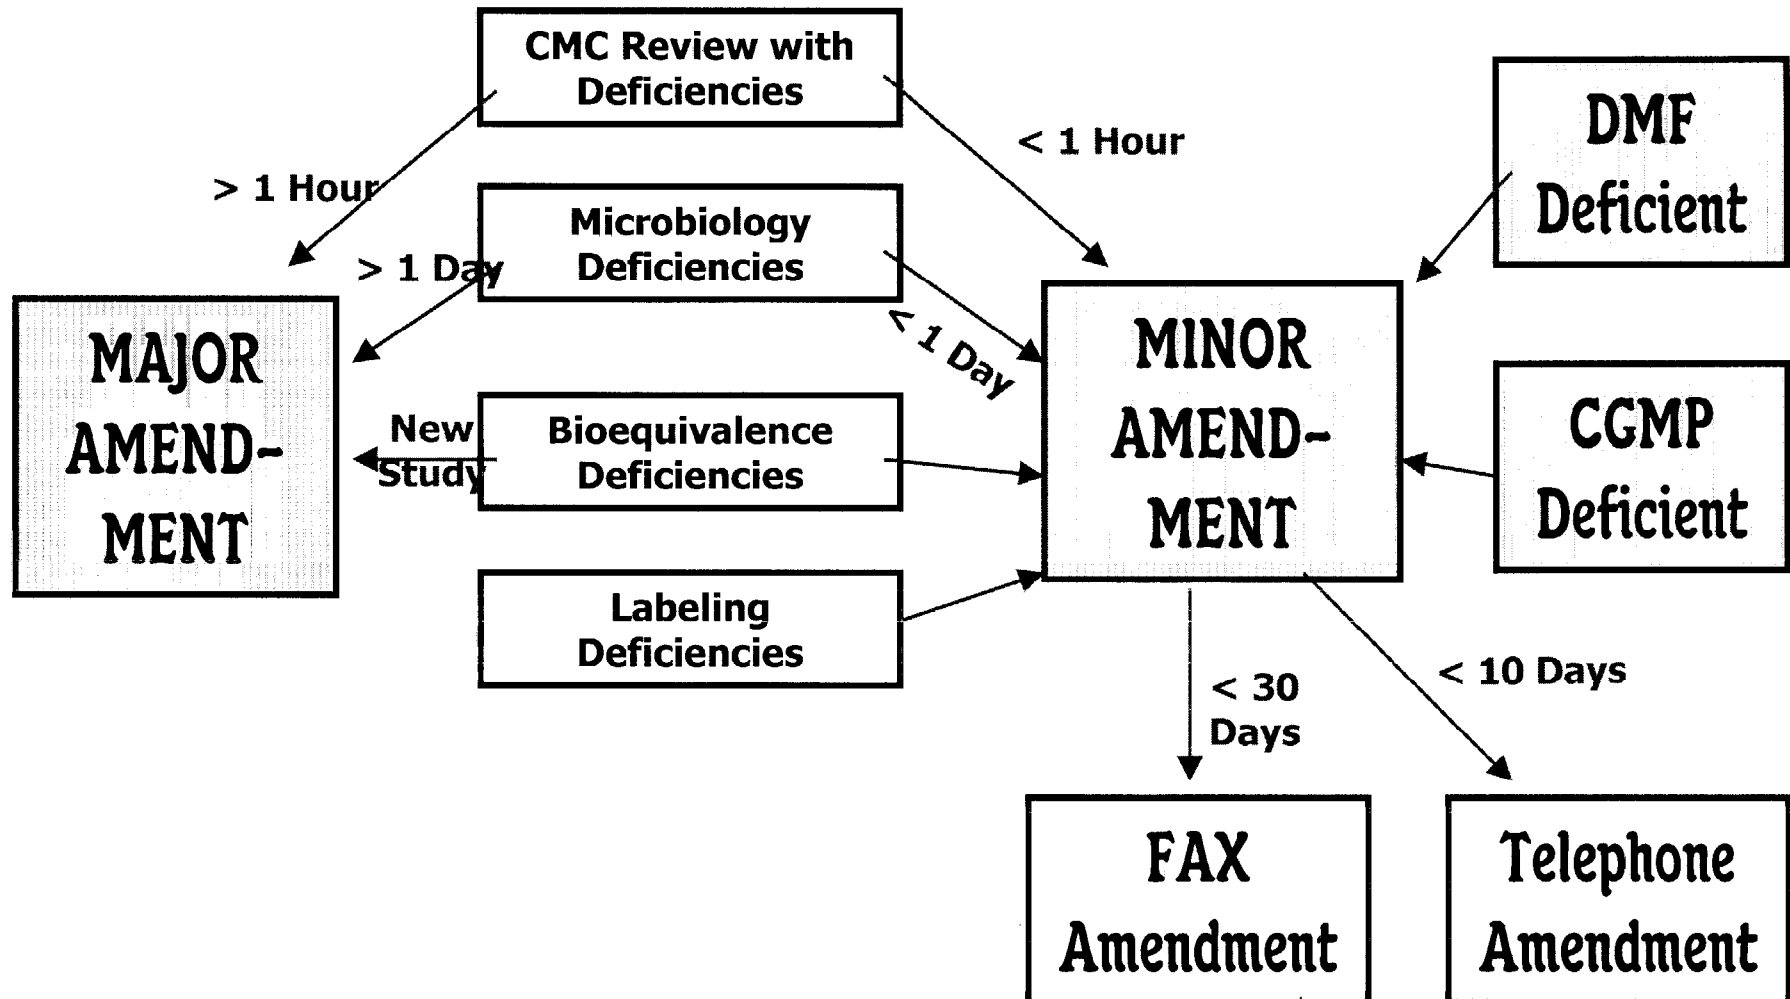 CMC Review with
Deficiencies
> 1 Hour
< 1 Hour
DMF
Deficient
Microbiology
Deficiencies
> 1 Day
< 1 Day
MAJOR
AMEND-
MENT
New
Study
Bioequivalence
Deficiencies
MINOR
AMEND-
MENT
CGMP
Deficient
Labeling
Deficiencies
< 30
Days
< 10 Days
FAX
Amendment
Telephone
Amendment